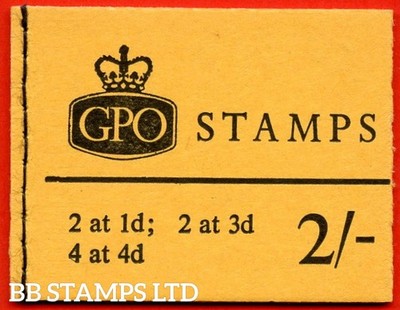 GPO STAMPS
2 at 1d; 2 at 3d
4 at 4d
2/-
BB STAMPS LTD